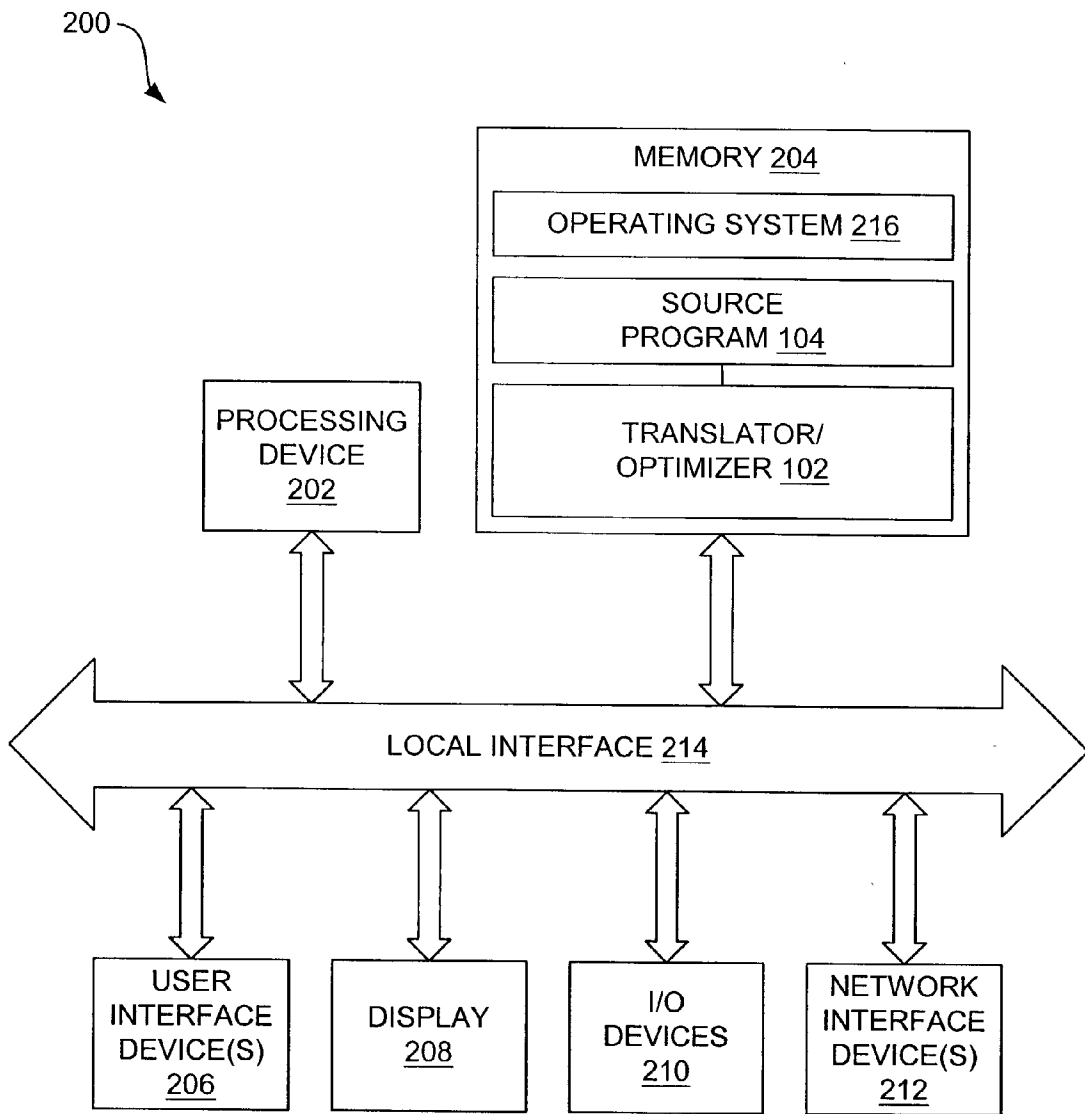 200
MEMORY 204
OPERATING SYSTEM 216
SOURCE
PROGRAM 104
TRANSLATOR/
OPTIMIZER 102
PROCESSING
DEVICE
202
LOCAL INTERFACE 214
USER
INTERFACE
DEVICE(S)
206
DISPLAY
208
I/O
DEVICES
210
NETWORK
INTERFACE
DEVICE(S)
212